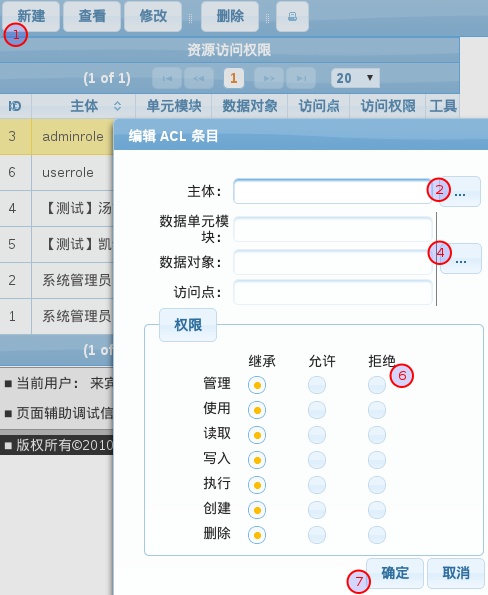 新建 查看 修改 删除
1
资源访问权限
(1 of 1) 1 20
ID 主体 单元模块 数据对象 访问点 访问权限 工具
3 adminrole
6 userrole
4 【测试】汤
5 【测试】凯
2 系统管理员
1 系统管理员
(1 of
■ 当前用户： 来宾
■ 页面辅助调试信
■ 版权所有©2010
编辑 ACL 条目
主体： 2 ...
数据单元模块：
数据对象： 4 ...
访问点：
权限
继承 允许 拒绝
6
管理
使用
读取
写入
执行
创建
删除
7 确定 取消